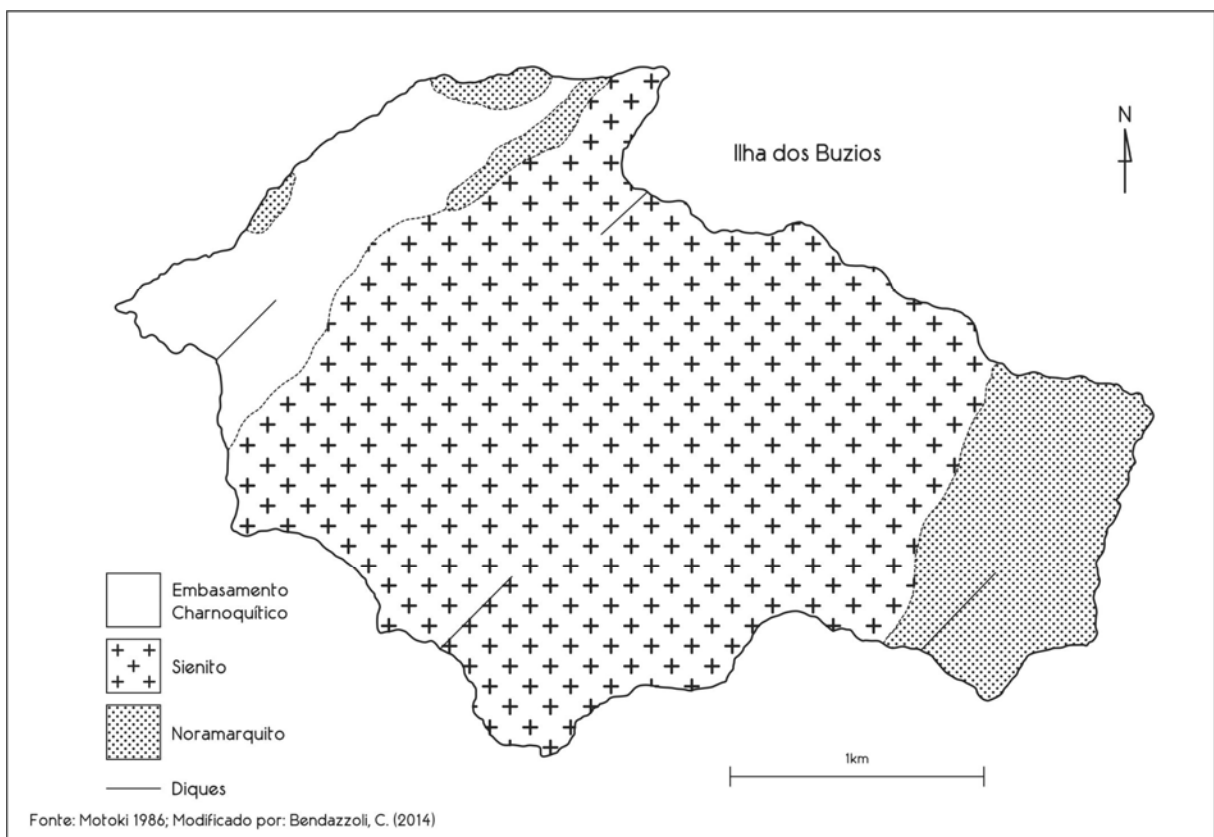 N
Ilha dos Buzios
Embasamento
Charnoquítico
Sienito
Noramarquito
Diques
1km
Fonte: Motoki 1986; Modificado por: Bendazzoli, C. (2014)